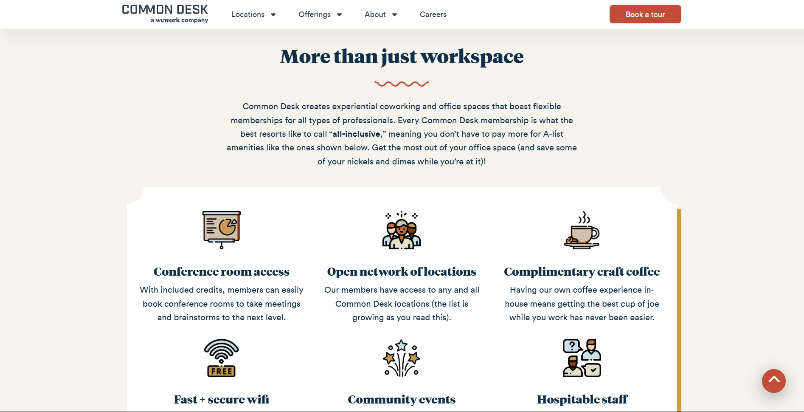 COMMON DESK
a wework company
Locations
Offerings
About
Careers
Book a tour
More than just workspace
Common Desk creates experiential coworking and office spaces that boast flexible
memberships for all types of professionals. Every Common Desk membership is what the
best resorts like to call “all-inclusive,” meaning you don’t have to pay more for A-list
amenities like the ones shown below. Get the most out of your office space (and save some
of your nickels and dimes while you’re at it)!
Conference room access
With included credits, members can easily
book conference rooms to take meetings
and brainstorms to the next level.
Open network of locations
Our members have access to any and all
Common Desk locations (the list is
growing as you read this).
Complimentary craft coffee
Having our own coffee experience in-
house means getting the best cup of joe
while you work has never been easier.
FREE
Fast + secure wifi
Community events
Hospitable staff